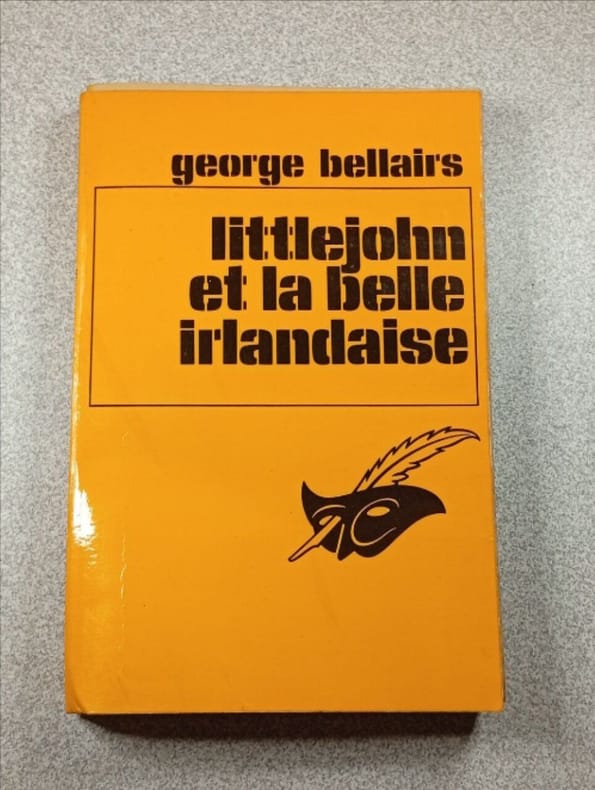 george bellairs
littlejohn
et la belle
irlandaise